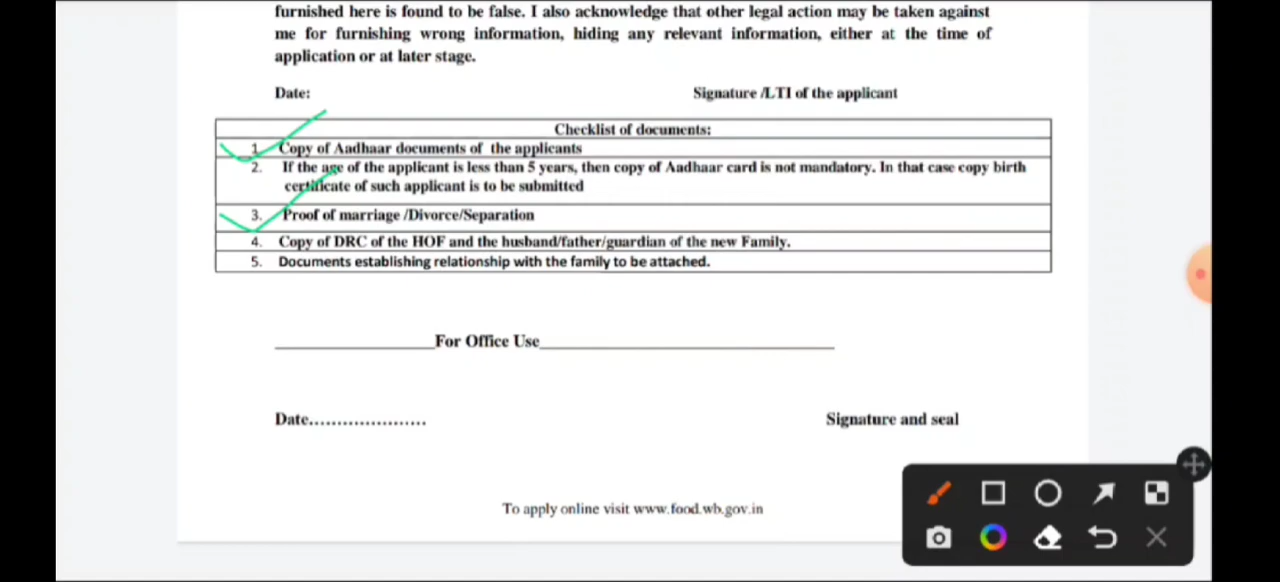 furnished here is found to be false. I also acknowledge that other legal action may be taken against
me for furnishing wrong information, hiding any relevant information, either at the time of
application or at later stage.
Date: Signature /LTI of the applicant
Checklist of documents:
1. Copy of Aadhaar documents of the applicants
2. If the age of the applicant is less than 5 years, then copy of Aadhaar card is not mandatory. In that case copy birth
certificate of such applicant is to be submitted
3. Proof of marriage /Divorce/Separation
4. Copy of DRC of the HOF and the husband/father/guardian of the new Family.
5. Documents establishing relationship with the family to be attached.
__________________For Office Use_________________________________
Date..................... Signature and seal
To apply online visit www.food.wb.gov.in